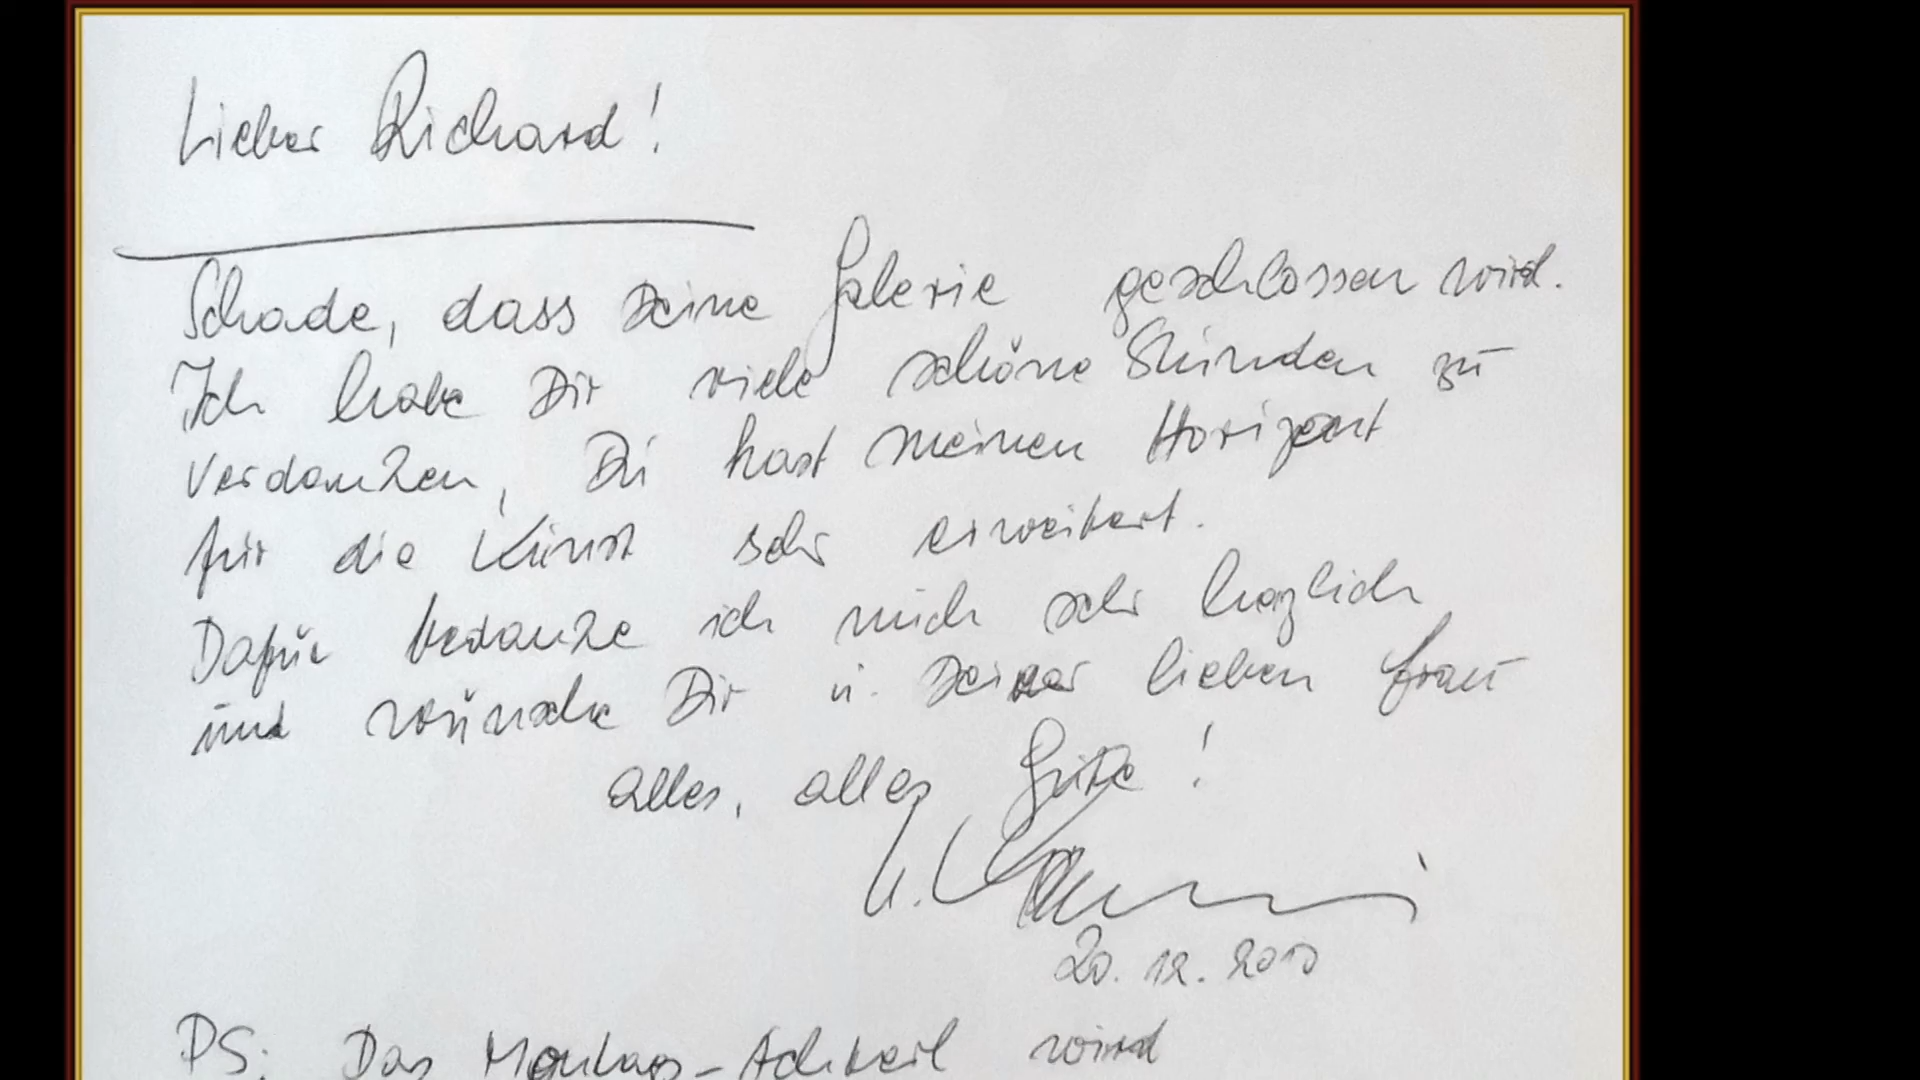 Lieber Richard!
Schade, dass Deine Galerie geschlossen wird.
Ich habe Dir viele schöne Stunden zu
verdanken, Du hast meinen Horizont
für die Kunst sehr erweitert.
Dafür bedanke ich mich sehr herzlich
und wünsche Dir u. Deiner lieben Frau
alles, alles Gute!
20.12.2010
PS: Das Montags-Achterl wird